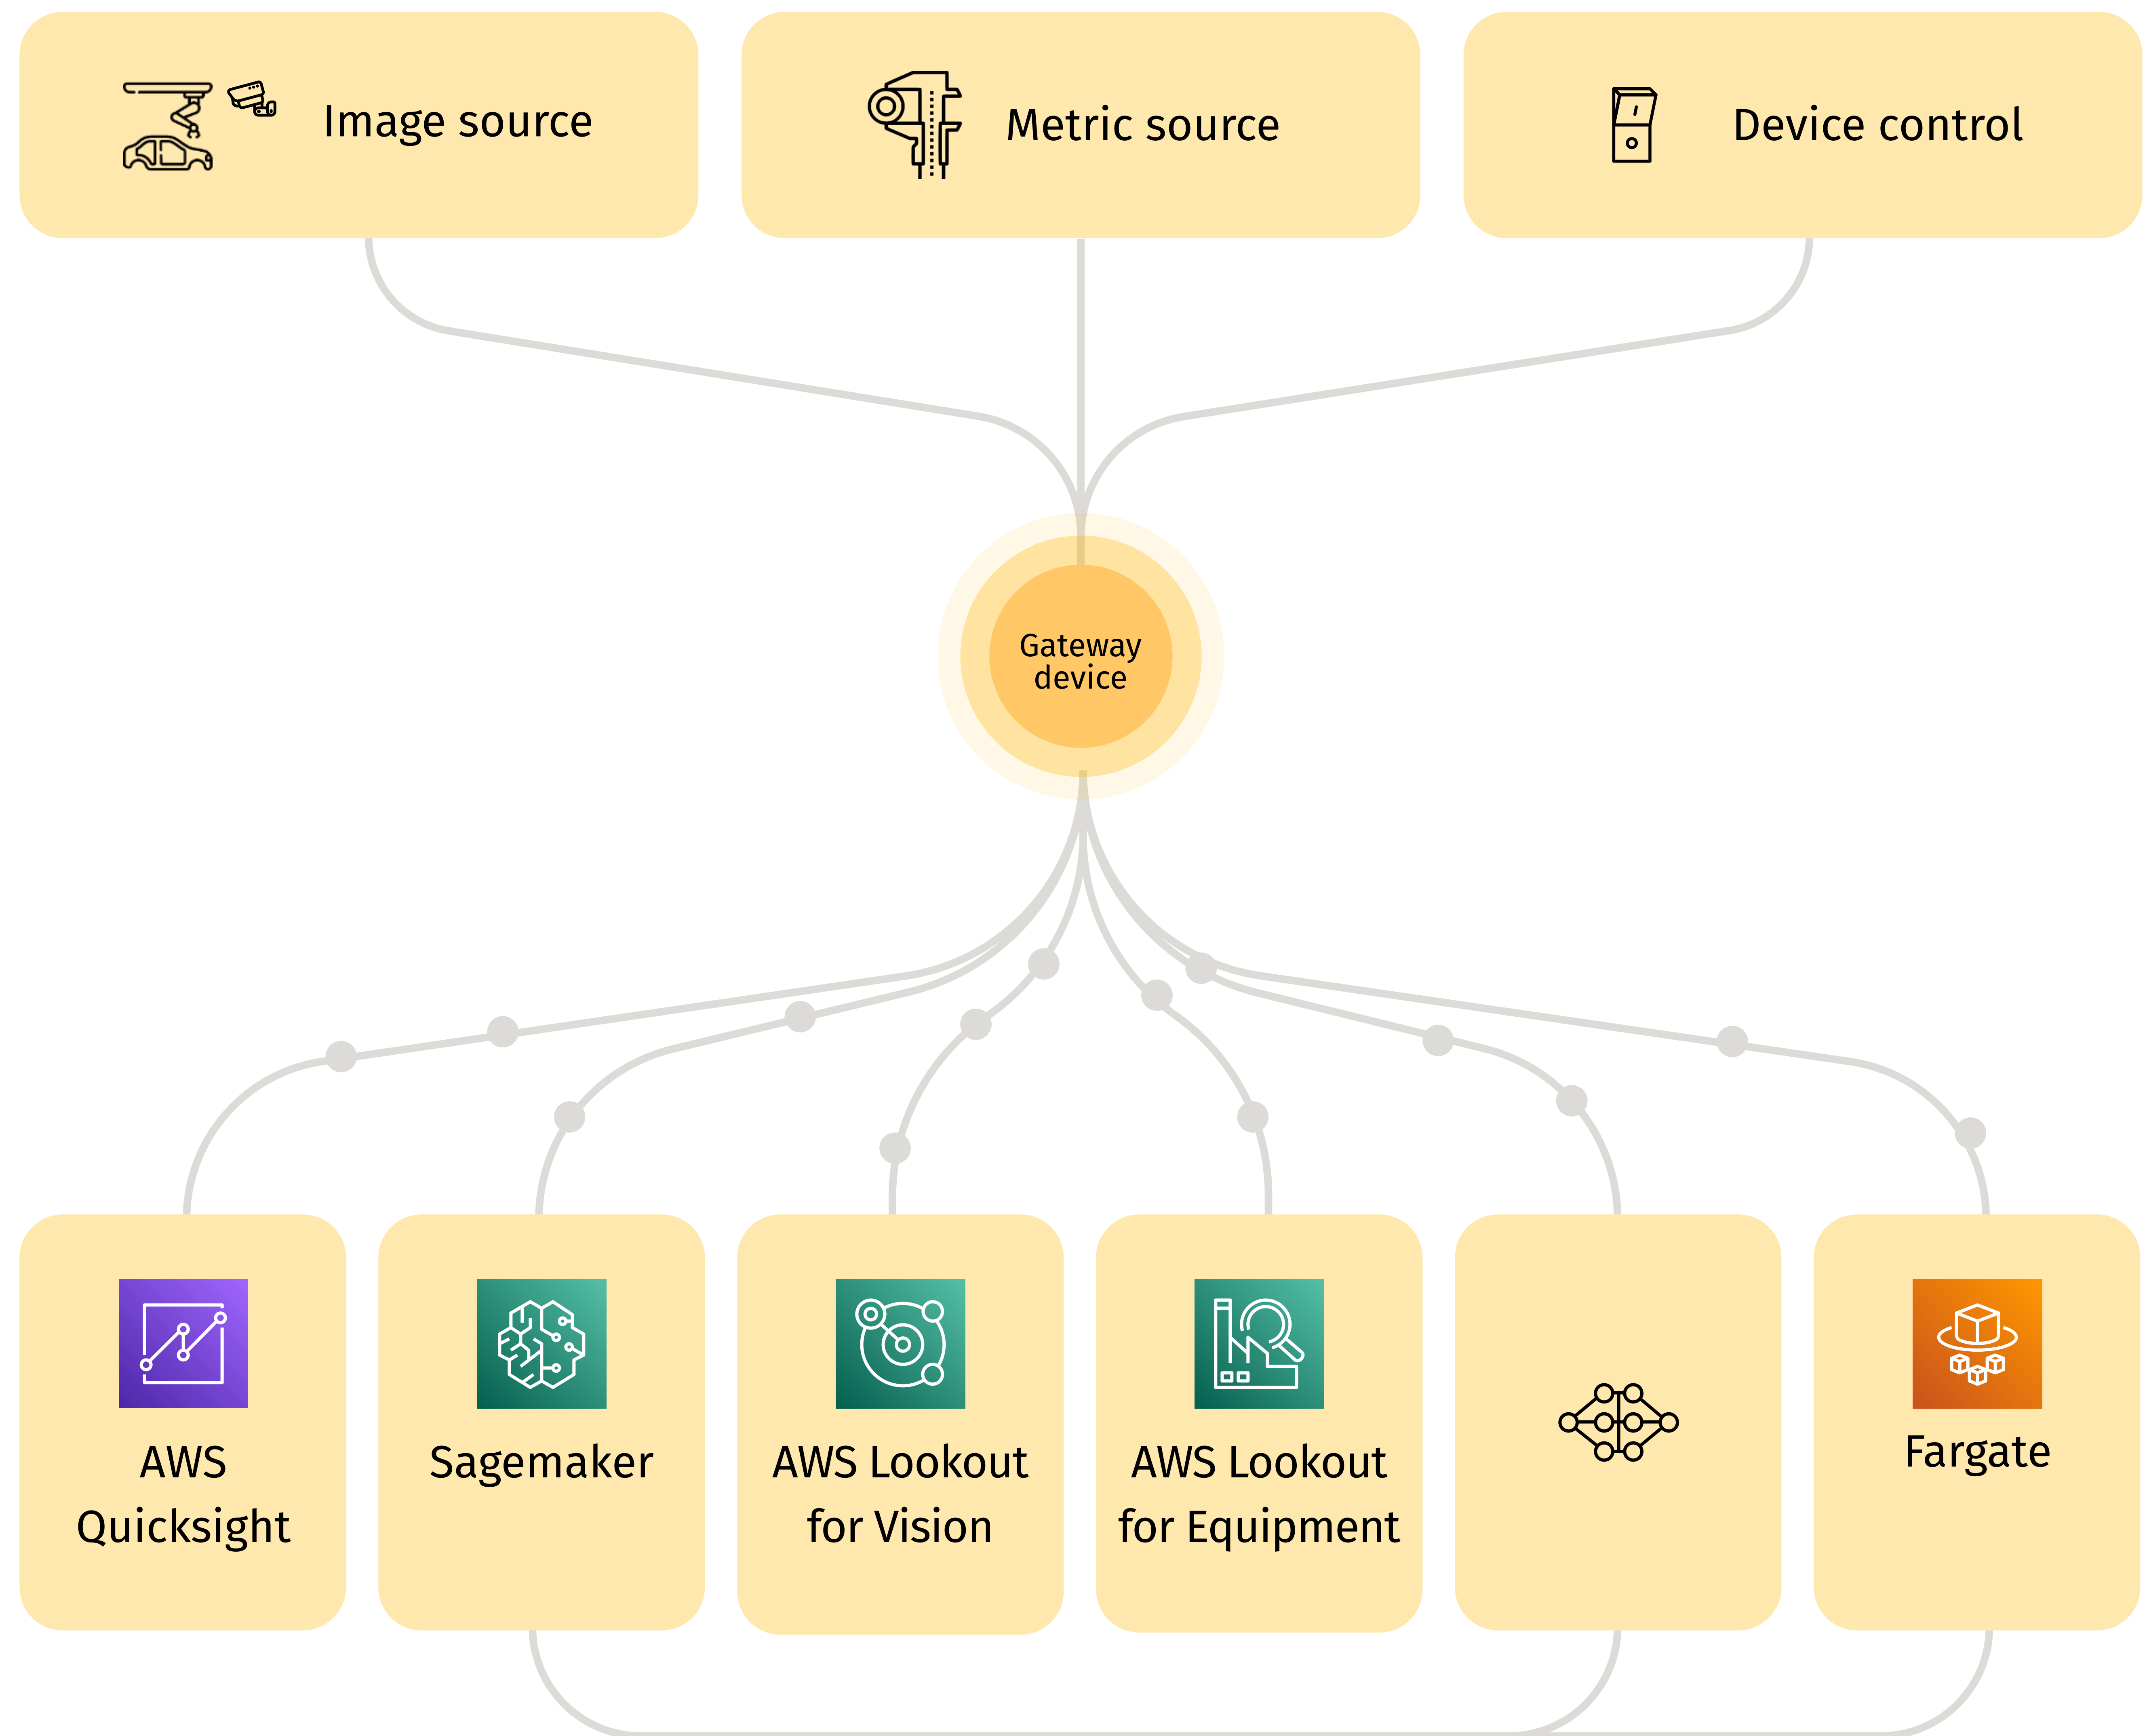 Image source
Metric source
Device control
Gateway
device
AWS
Quicksight
Sagemaker
AWS Lookout
for Vision
AWS Lookout
for Equipment
Fargate